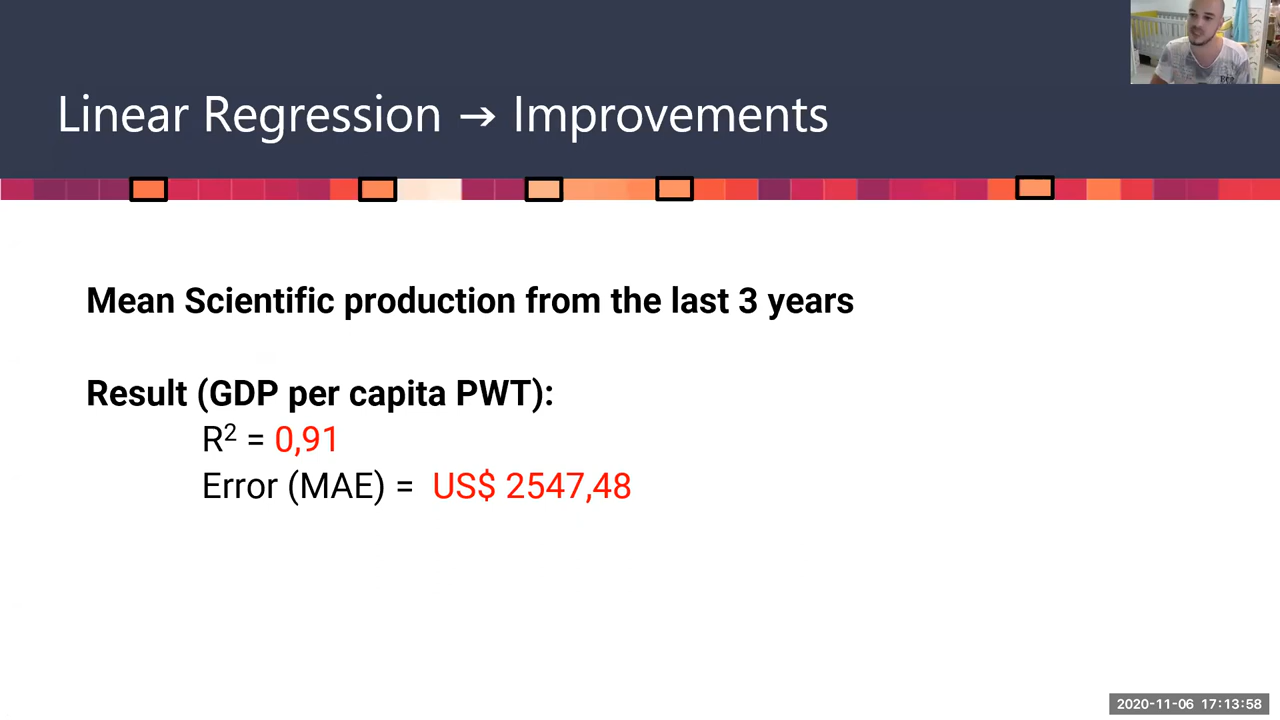 Linear Regression → Improvements
Mean Scientific production from the last 3 years
Result (GDP per capita PWT):
R² = 0,91
Error (MAE) = US$ 2547,48
2020-11-06 17:13:58